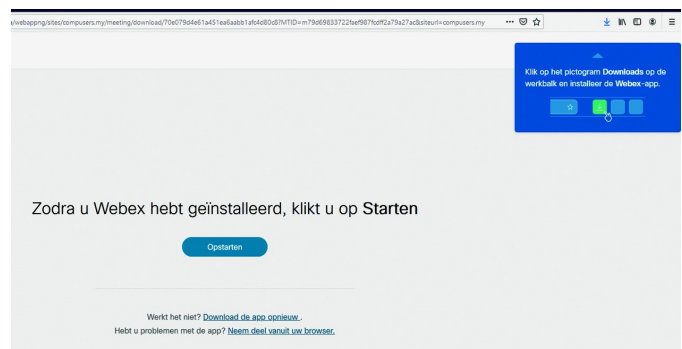 /webappng/sites/compusers.my/meeting/download/70e079d4e61a451ea6aabb1afc4d80c6?MTID=m79d69833722faef987fcdff2a79a27ac&siteurl=compusers.my
Klik op het pictogram Downloads op de
werkbalk en installeer de Webex-app.
Zodra u Webex hebt geïnstalleerd, klikt u op Starten
Opstarten
Werkt het niet? Download de app opnieuw .
Hebt u problemen met de app? Neem deel vanuit uw browser.